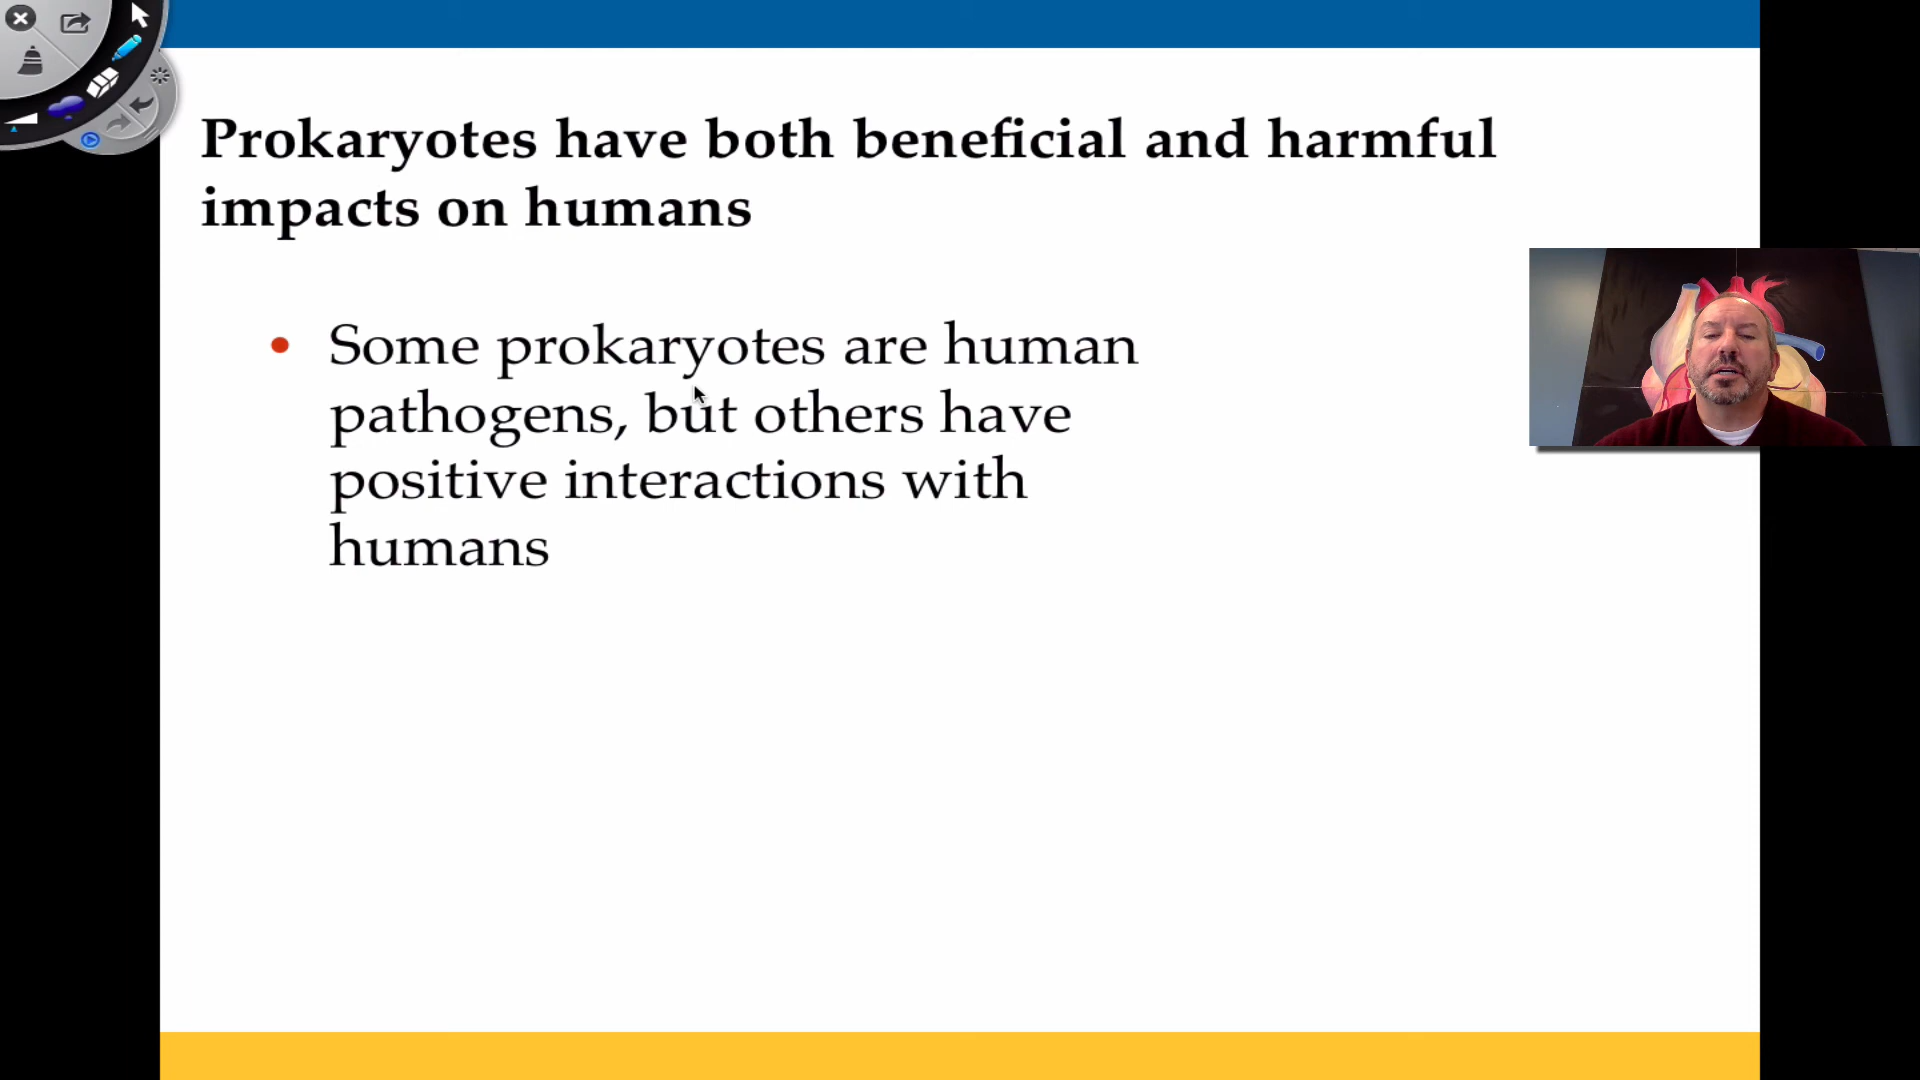 Prokaryotes have both beneficial and harmful
impacts on humans
• Some prokaryotes are human
pathogens, but others have
positive interactions with
humans